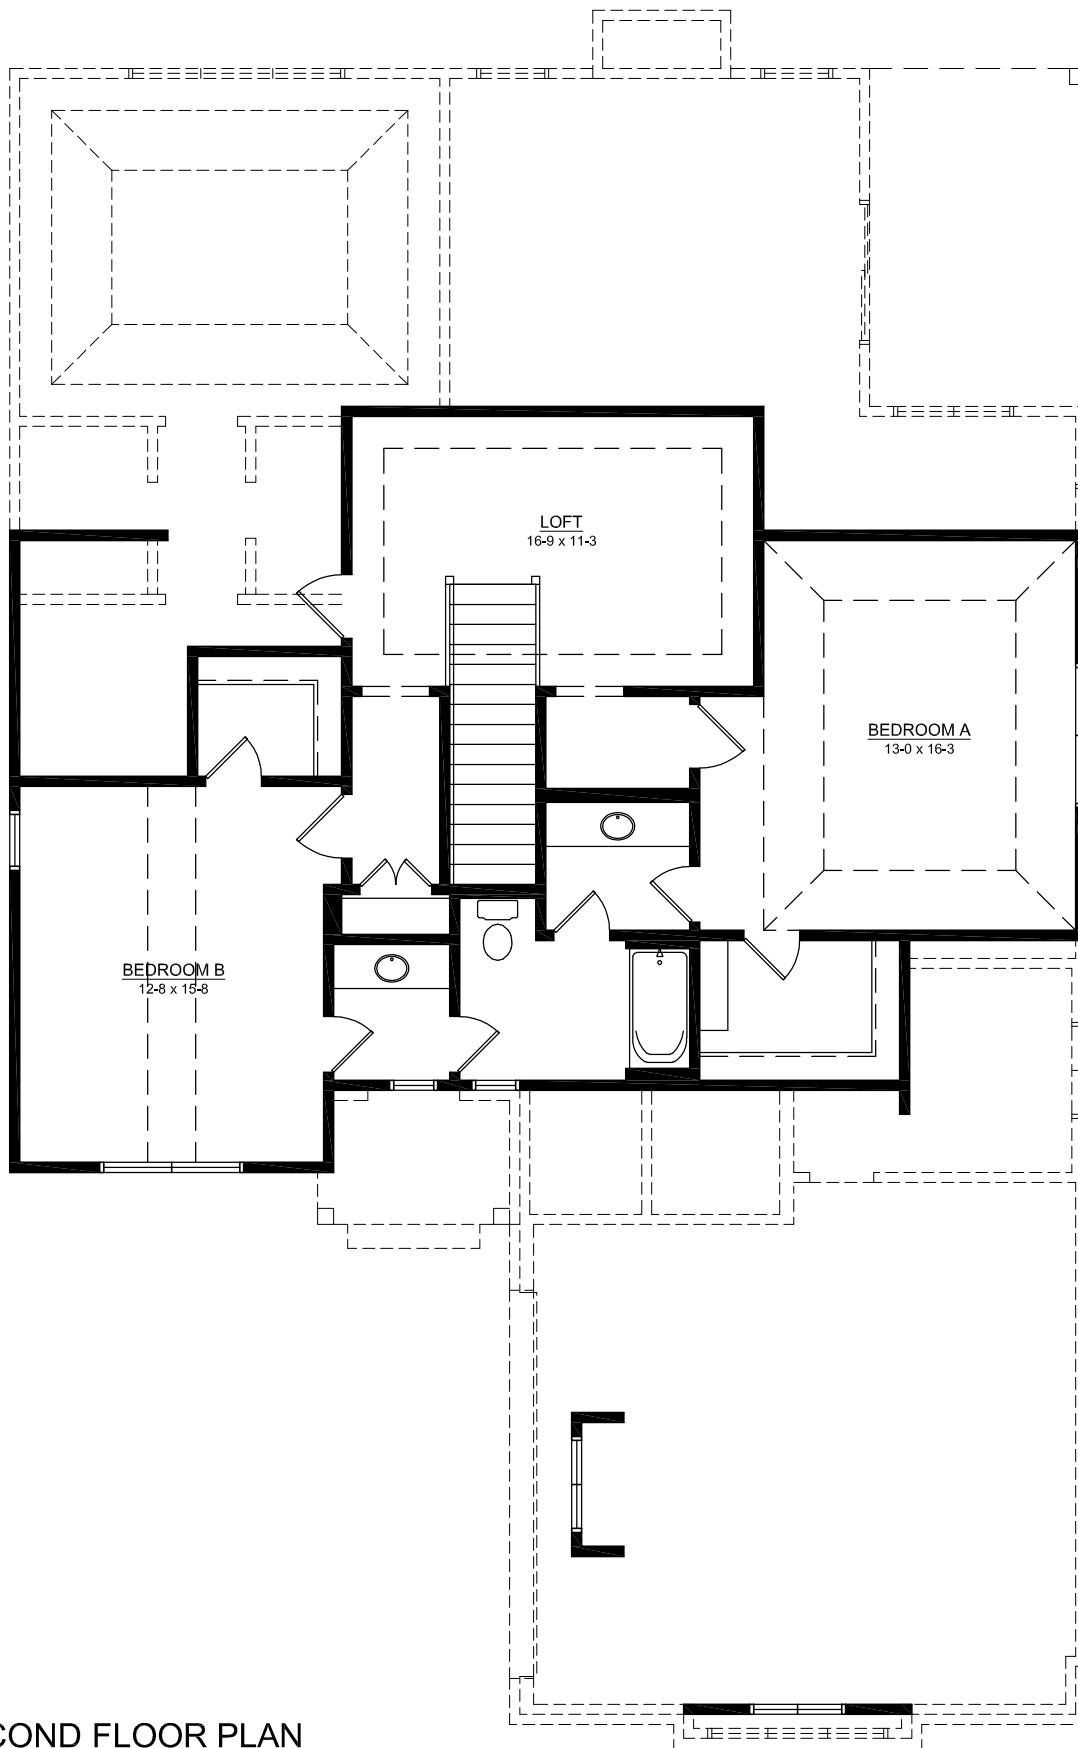 LOFT
16-9 x 11-3
BEDROOM A
13-0 x 16-3
BEDROOM B
12-8 x 15-8
COND FLOOR PLAN